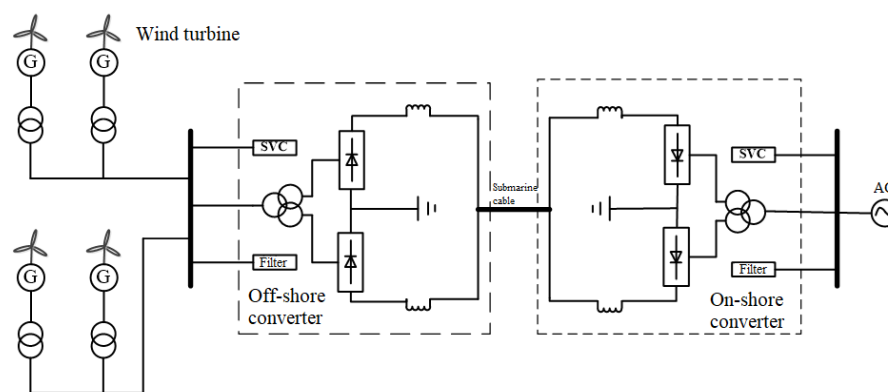 Wind turbine
G
G
SVC
SVC
Submarine
cable
AC
G
G
Filter
Filter
Off-shore
converter
On-shore
converter